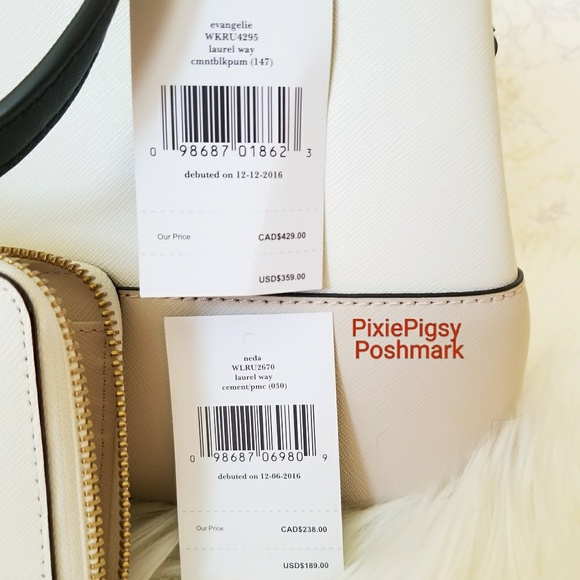 evangelie
WKRU4295
laurel way
cmntblkpum (147)
0 98687 01862 3
debuted on 12-12-2016
Our Price CAD$429.00
USD$359.00
PixiePigsy
Poshmark
neda
WLRU2670
laurel way
cement/pmc (030)
0 98687 06980 9
debuted on 12-06-2016
Our Price CAD$238.00
USD$189.00